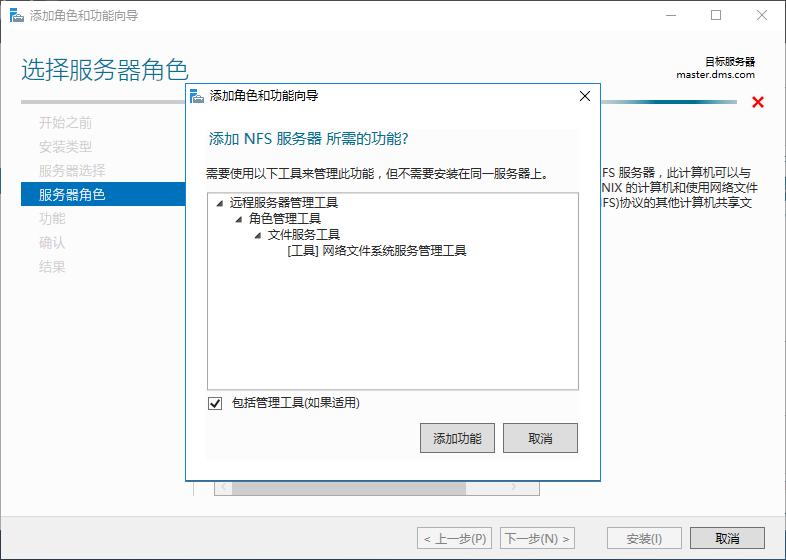 添加角色和功能向导
选择服务器角色
目标服务器
master.dms.com
开始之前
安装类型
服务器选择
服务器角色
功能
确认
结果
添加角色和功能向导
添加 NFS 服务器 所需的功能?
需要使用以下工具来管理此功能，但不需要安装在同一服务器上。
远程服务器管理工具
角色管理工具
文件服务工具
[工具] 网络文件系统服务管理工具
包括管理工具(如果适用)
添加功能
取消
FS 服务器，此计算机可以与
NIX 的计算机和使用网络文件
FS)协议的其他计算机共享文
< 上一步(P)
下一步(N) >
安装(I)
取消